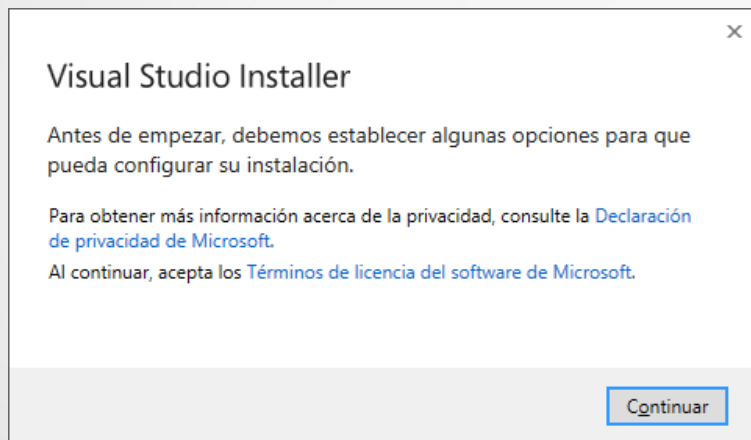 Visual Studio Installer
Antes de empezar, debemos establecer algunas opciones para que
pueda configurar su instalación.
Para obtener más información acerca de la privacidad, consulte la Declaración
de privacidad de Microsoft.
Al continuar, acepta los Términos de licencia del software de Microsoft.
Continuar